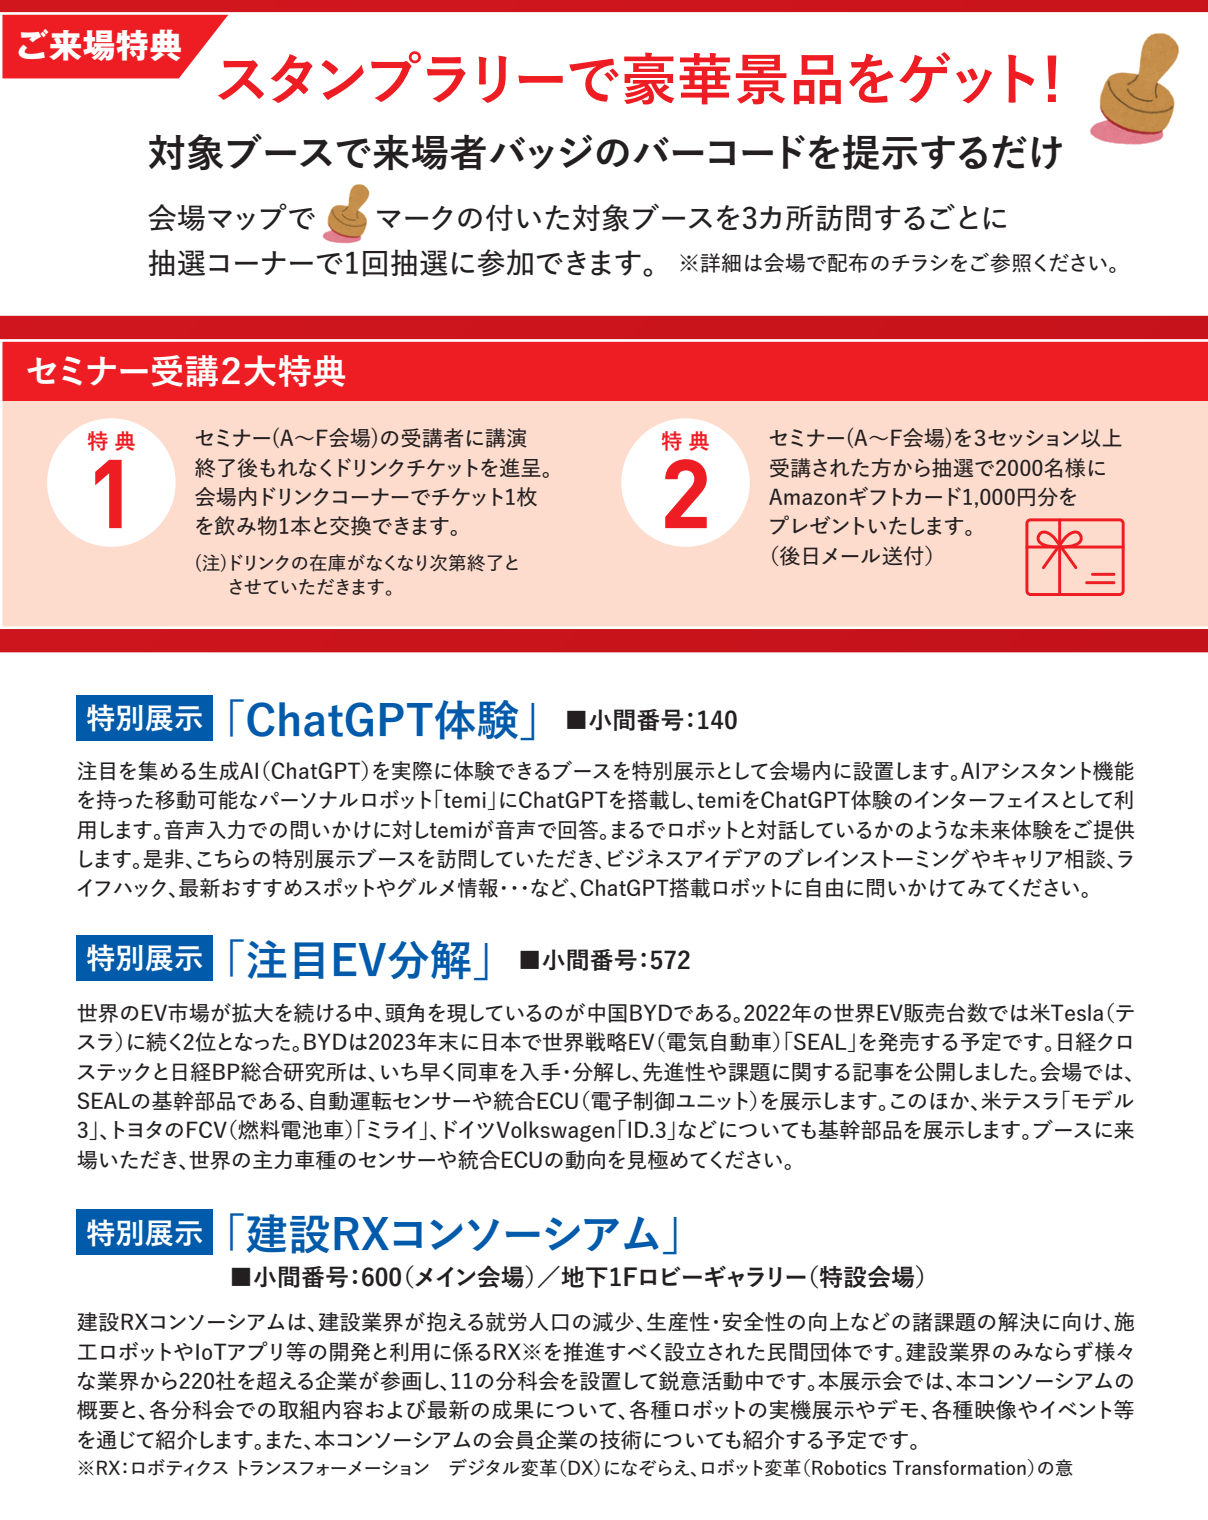 ご来場特典
スタンプラリーで豪華景品をゲット！
対象ブースで来場者バッジのバーコードを提示するだけ
会場マップで マークの付いた対象ブースを3カ所訪問するごとに
抽選コーナーで1回抽選に参加できます。 ※詳細は会場で配布のチラシをご参照ください。
セミナー受講2大特典
特典
1
セミナー(A～F会場)の受講者に講演
終了後もれなくドリンクチケットを進呈。
会場内ドリンクコーナーでチケット1枚
を飲み物1本と交換できます。
(注)ドリンクの在庫がなくなり次第終了と
させていただきます。
特典
2
セミナー(A～F会場)を3セッション以上
受講された方から抽選で2000名様に
Amazonギフトカード1,000円分を
プレゼントいたします。
（後日メール送付）
特別展示 「ChatGPT体験」 ■小間番号：140
注目を集める生成AI（ChatGPT）を実際に体験できるブースを特別展示として会場内に設置します。AIアシスタント機能
を持った移動可能なパーソナルロボット「temi」にChatGPTを搭載し、temiをChatGPT体験のインターフェイスとして利
用します。音声入力での問いかけに対しtemiが音声で回答。まるでロボットと対話しているかのような未来体験をご提供
します。是非、こちらの特別展示ブースを訪問していただき、ビジネスアイデアのブレインストーミングやキャリア相談、ラ
イフハック、最新おすすめスポットやグルメ情報・・・など、ChatGPT搭載ロボットに自由に問いかけてみてください。
特別展示 「注目EV分解」 ■小間番号：572
世界のEV市場が拡大を続ける中、頭角を現しているのが中国BYDである。2022年の世界EV販売台数では米Tesla（テ
スラ）に続く2位となった。BYDは2023年末に日本で世界戦略EV（電気自動車）「SEAL」を発売する予定です。日経クロ
ステックと日経BP総合研究所は、いち早く同車を入手・分解し、先進性や課題に関する記事を公開しました。会場では、
SEALの基幹部品である、自動運転センサーや統合ECU（電子制御ユニット）を展示します。このほか、米テスラ「モデル
3」、トヨタのFCV（燃料電池車）「ミライ」、ドイツVolkswagen「ID.3」などについても基幹部品を展示します。ブースに来
場いただき、世界の主力車種のセンサーや統合ECUの動向を見極めてください。
特別展示 「建設RXコンソーシアム」
■小間番号：600（メイン会場）／地下1Fロビーギャラリー（特設会場）
建設RXコンソーシアムは、建設業界が抱える就労人口の減少、生産性・安全性の向上などの諸課題の解決に向け、施
工ロボットやIoTアプリ等の開発と利用に係るRX※を推進すべく設立された民間団体です。建設業界のみならず様々
な業界から220社を超える企業が参画し、11の分科会を設置して鋭意活動中です。本展示会では、本コンソーシアムの
概要と、各分科会での取組内容および最新の成果について、各種ロボットの実機展示やデモ、各種映像やイベント等
を通じて紹介します。また、本コンソーシアムの会員企業の技術についても紹介する予定です。
※RX：ロボティクス トランスフォーメーション　デジタル変革（DX）になぞらえ、ロボット変革（Robotics Transformation）の意